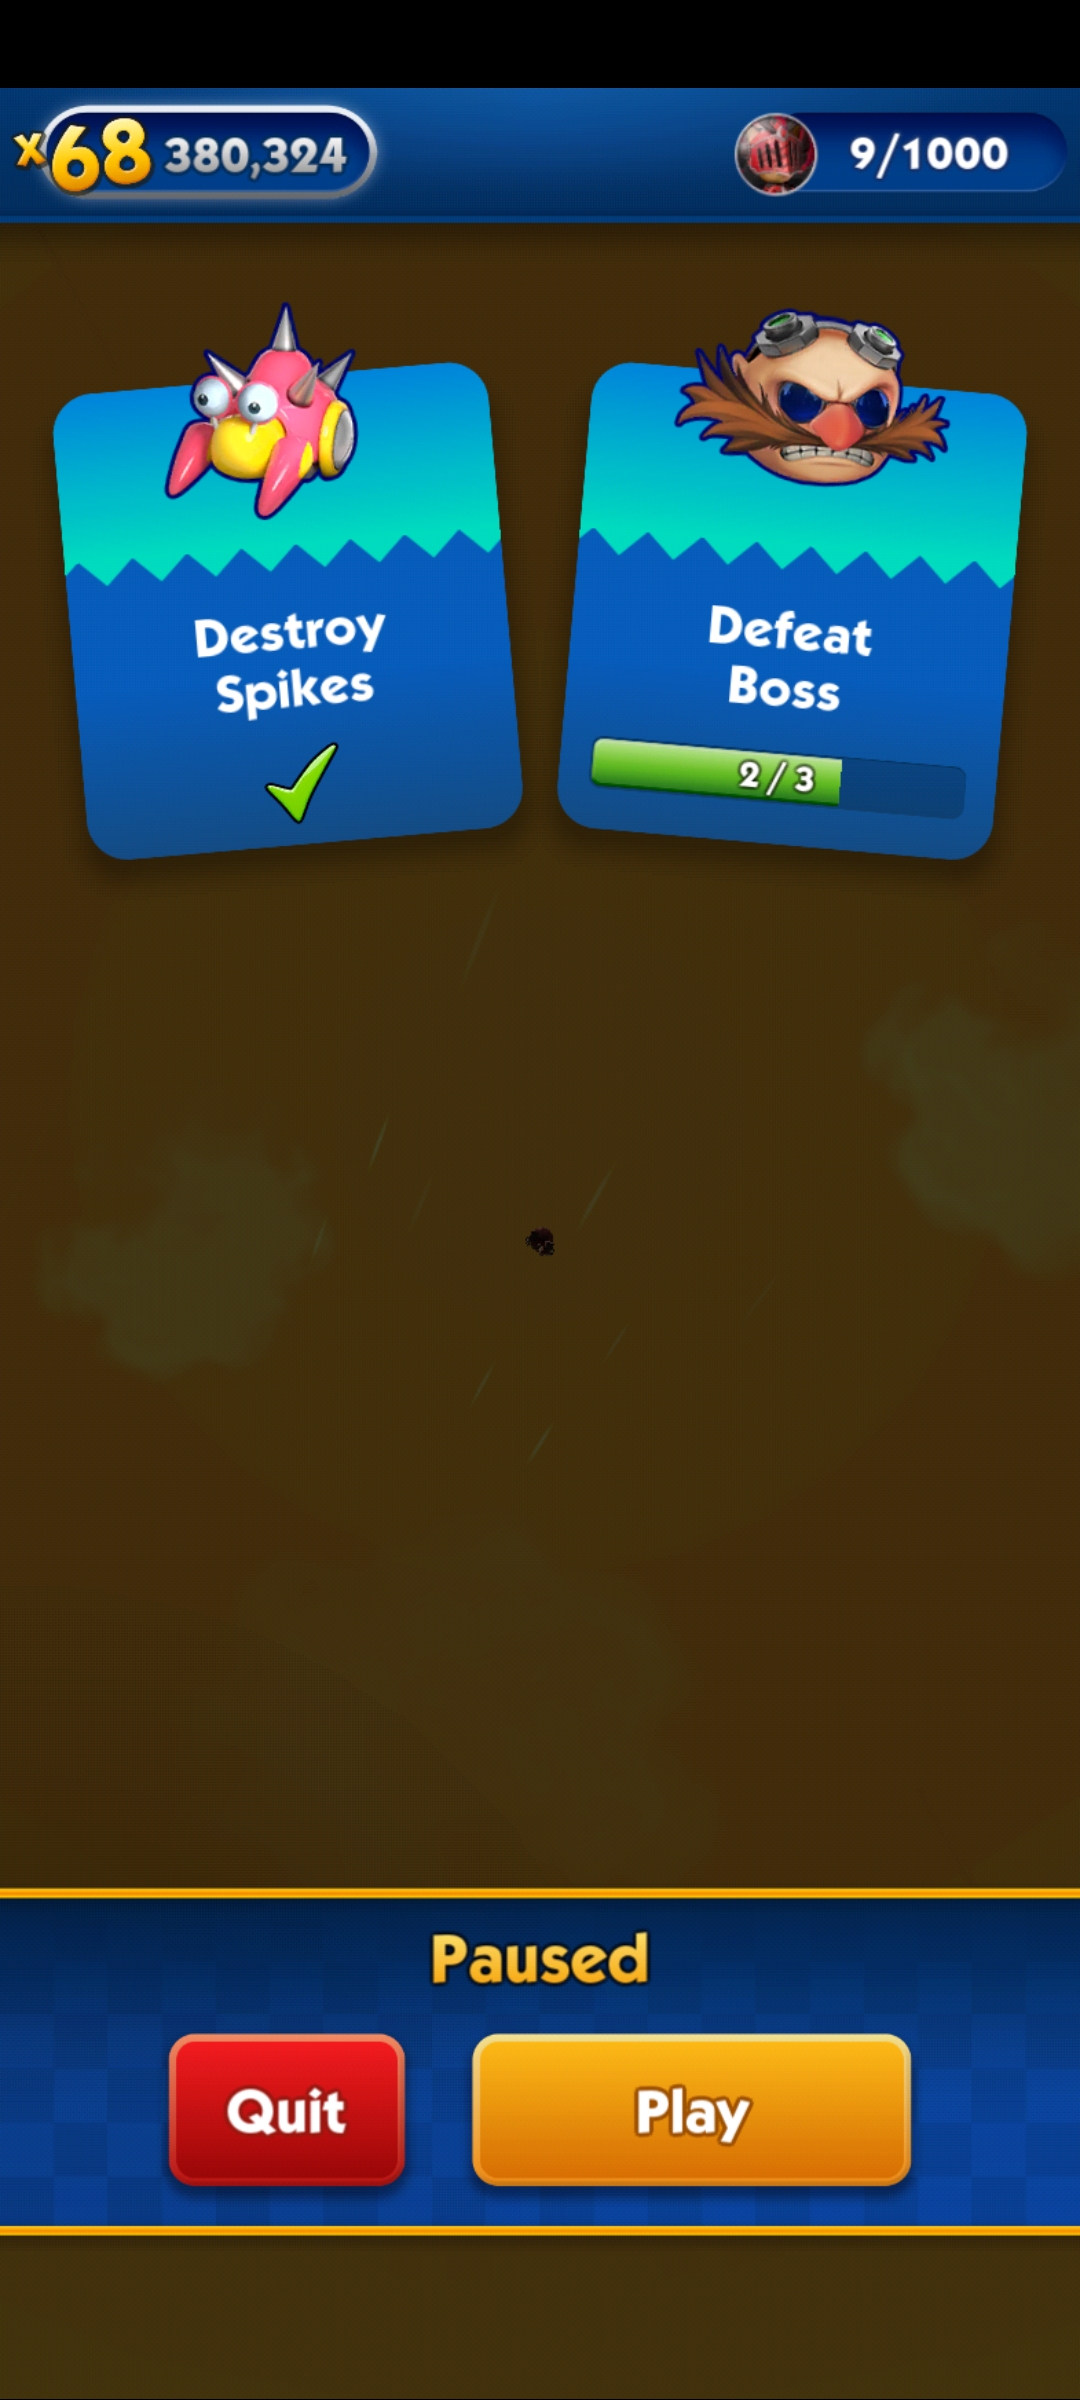 x68 380,324
9/1000
Destroy
Spikes
Defeat
Boss
2/3
Paused
Quit
Play